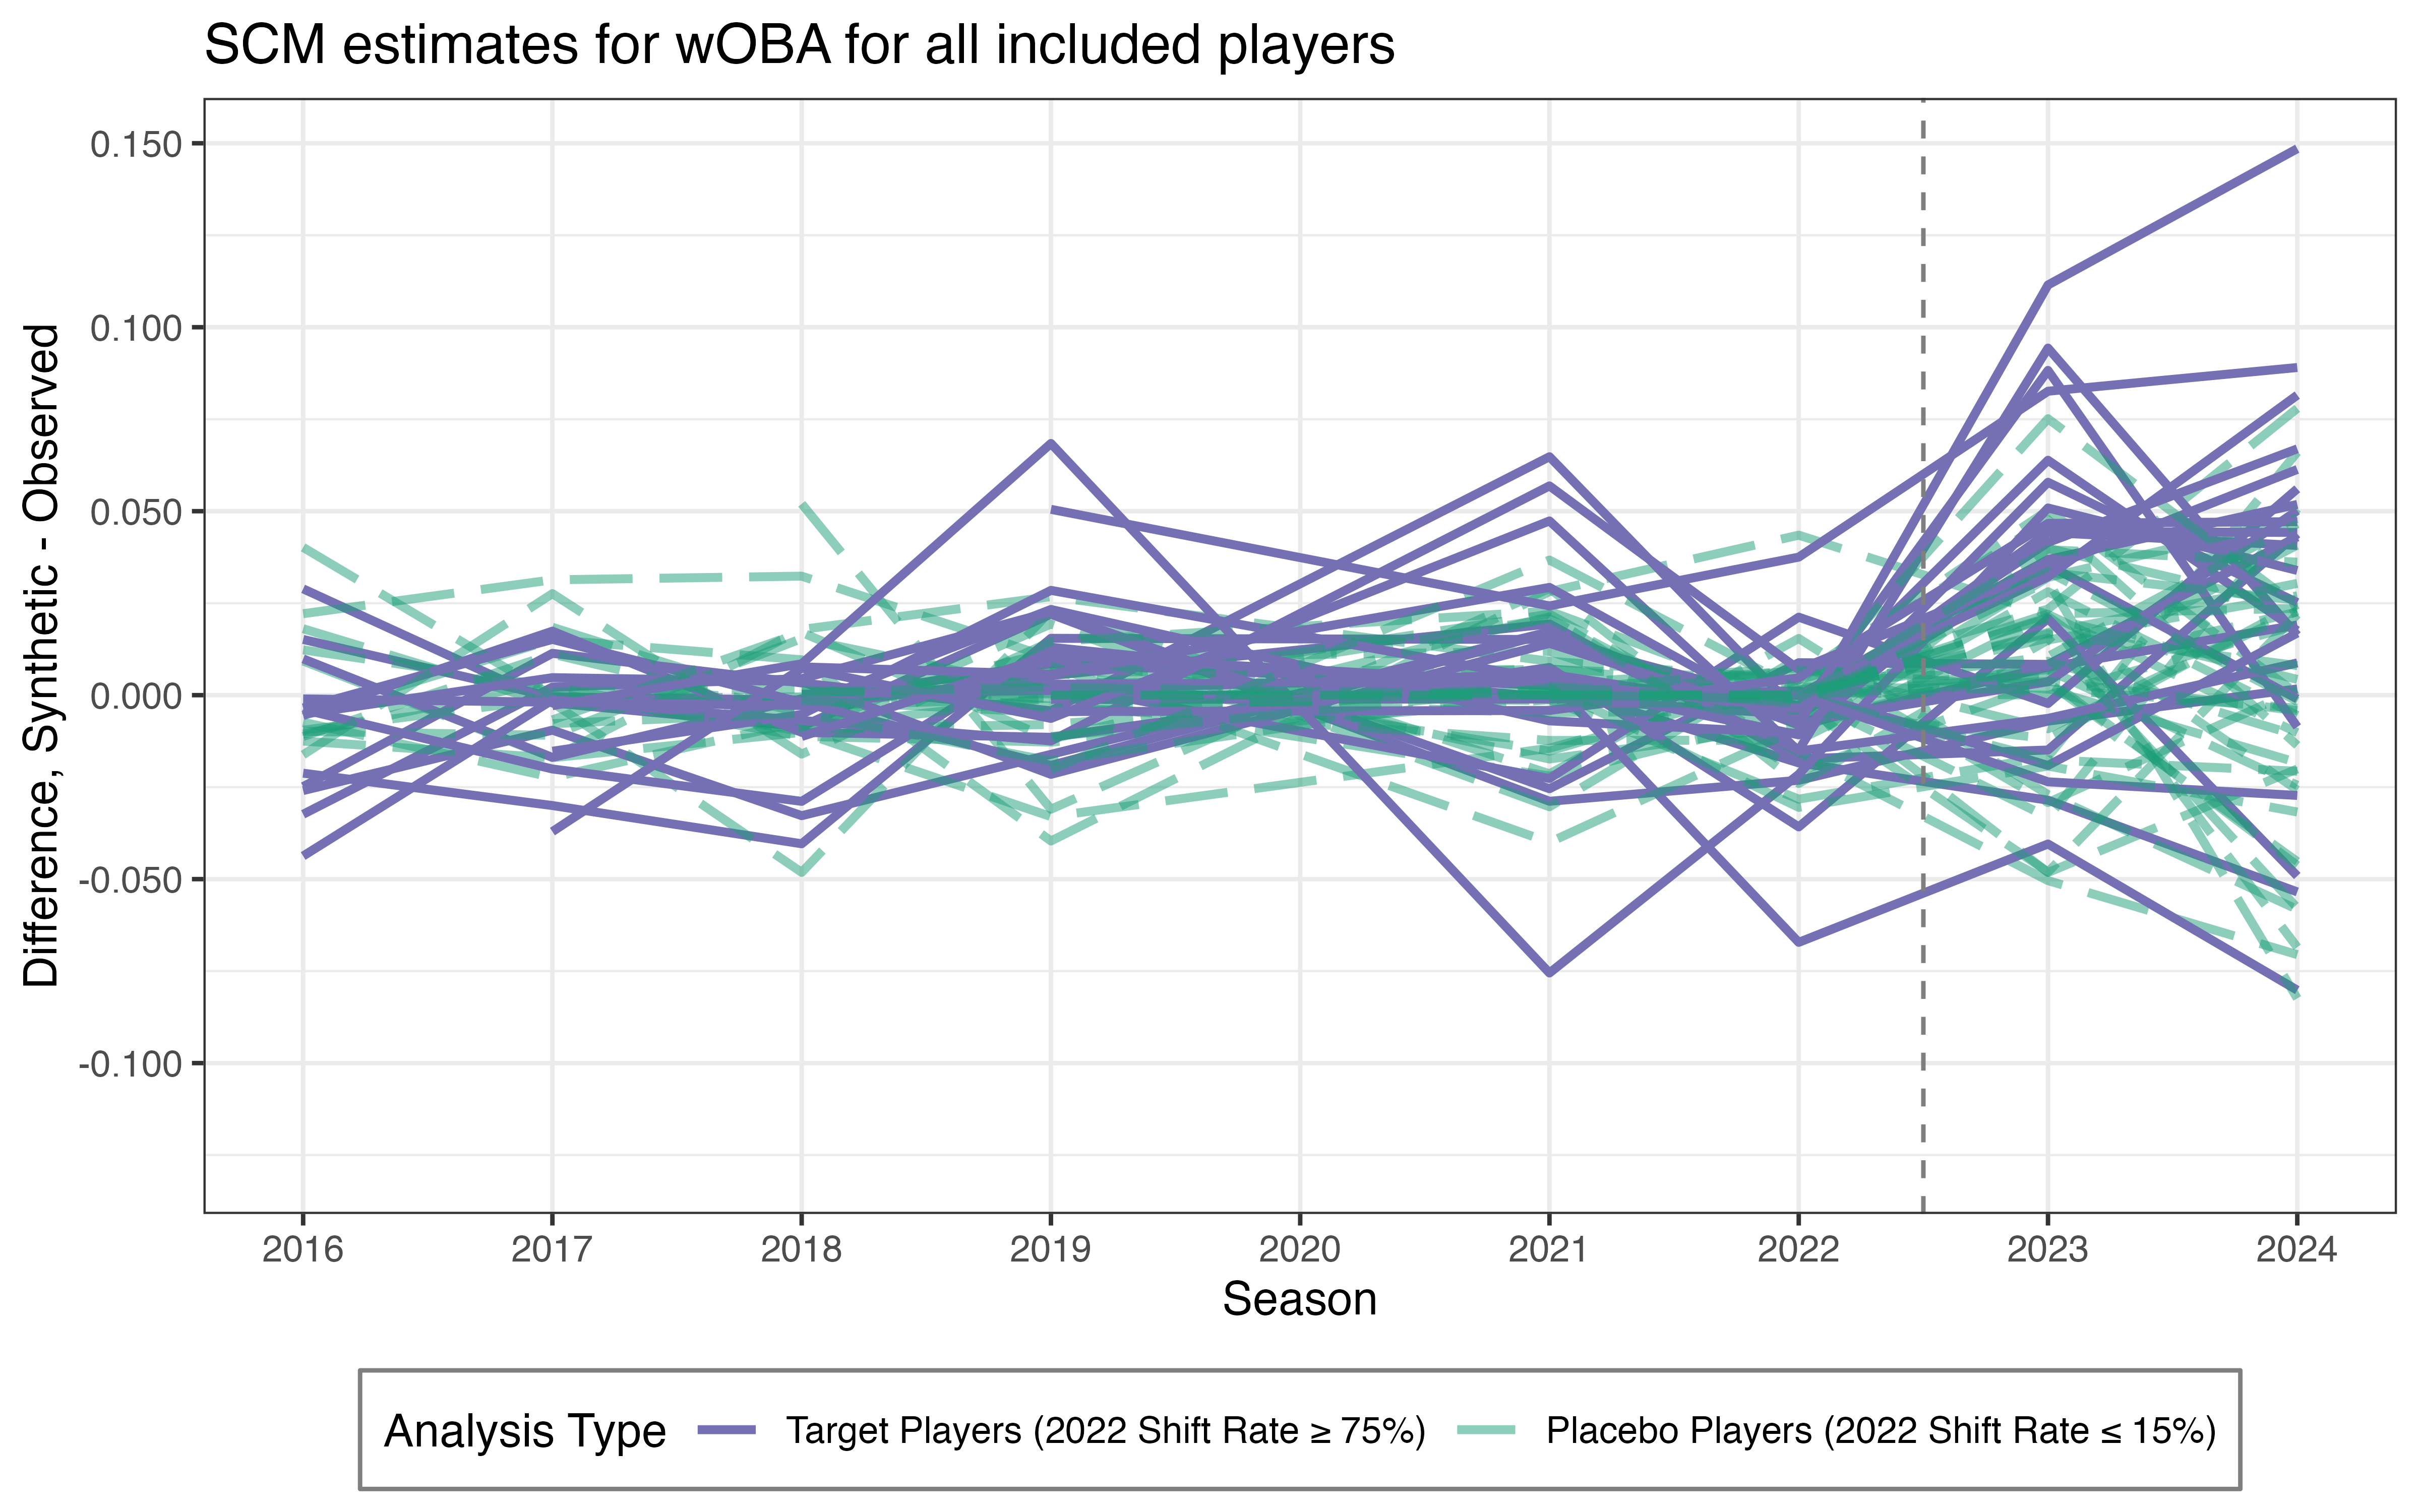 SCM estimates for wOBA for all included players
Difference, Synthetic - Observed
0.150
0.100
0.050
0.000
-0.050
-0.100
2016 2017 2018 2019 2020 2021 2022 2023 2024
Season
Analysis Type Target Players (2022 Shift Rate ≥ 75%) Placebo Players (2022 Shift Rate ≤ 15%)